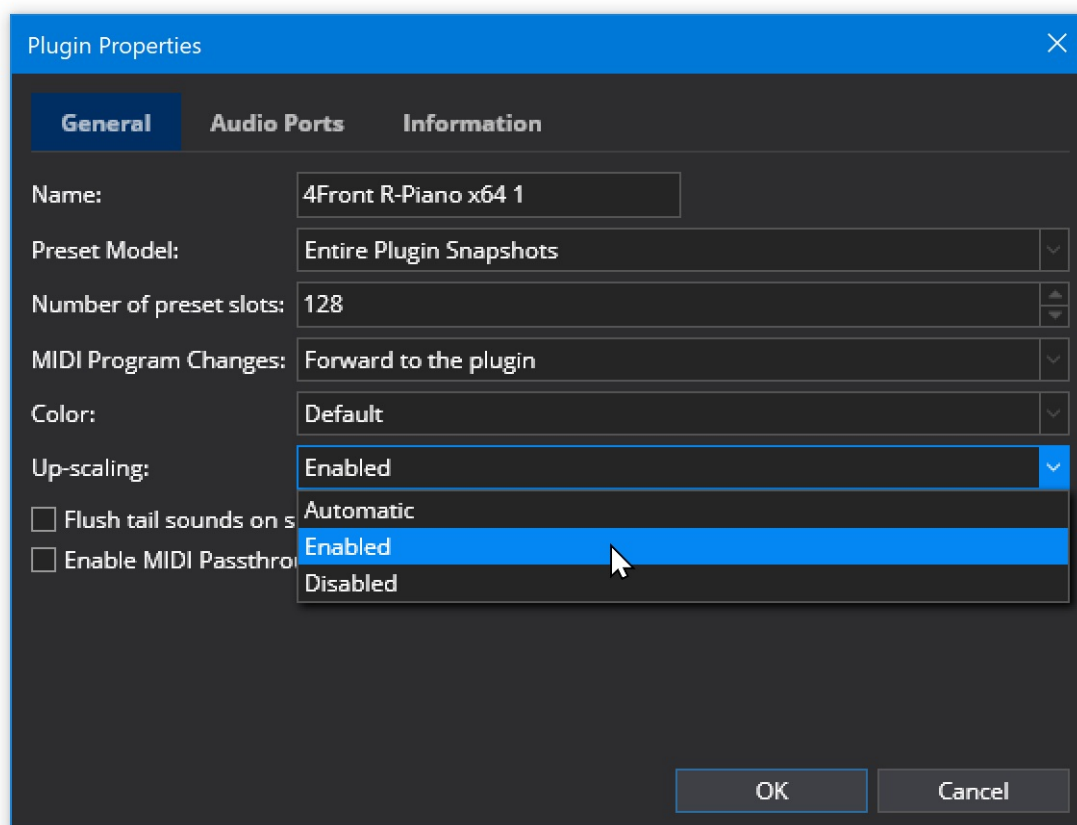 Plugin Properties
General Audio Ports Information
Name: 4Front R-Piano x64 1
Preset Model: Entire Plugin Snapshots
Number of preset slots: 128
MIDI Program Changes: Forward to the plugin
Color: Default
Up-scaling: Enabled
Automatic
Flush tail sounds on s
Enabled
Enable MIDI Passthro
Disabled
OK Cancel